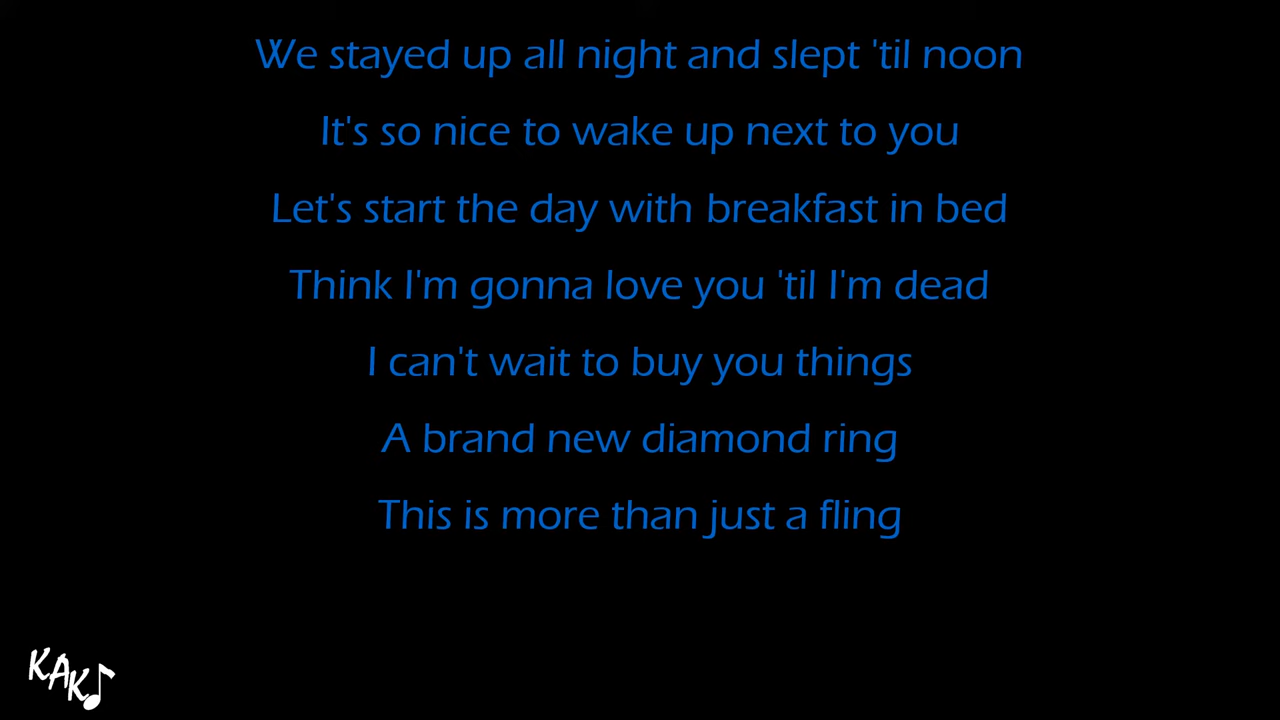 We stayed up all night and slept 'til noon
It's so nice to wake up next to you
Let's start the day with breakfast in bed
Think I'm gonna love you 'til I'm dead
I can't wait to buy you things
A brand new diamond ring
This is more than just a fling
KAK